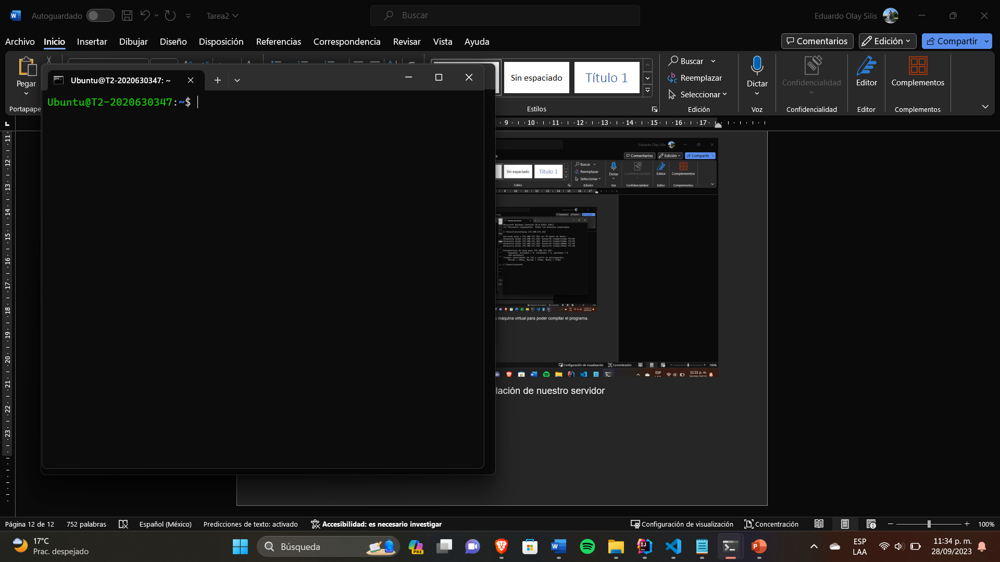 Autoguardado
Tarea2
Buscar
Eduardo Olay Silis
Archivo Inicio Insertar Dibujar Diseño Disposición Referencias Correspondencia Revisar Vista Ayuda
Comentarios Edición Compartir
Pegar
Portapape
Sin espaciado
Título 1
Estilos
Buscar
Reemplazar
Seleccionar
Edición
Dictar
Voz
Confidencialidad
Confidencialidad
Editor
Editor
Complementos
Complementos
Ubuntu@T2-2020630347: ~
Ubuntu@T2-2020630347:~$
9 10 11 12 13 14 15 16 17
11
12
13
14
15
16
17
18
19
20
21
22
23
Eduardo Olay Silis
Comentarios Edición Compartir
Sin espaciado
Título 1
Estilos
Buscar
Reemplazar
Seleccionar
Edición
Dictar
Voz
Confidencialidad
Confidencialidad
Editor
Editor
Complementos
Complementos
máquina virtual para poder compilar el programa.
Configuración de visualización Concentración 100%
ESP
11:21 p. m.
lación de nuestro servidor
Página 12 de 12 752 palabras Español (México) Predicciones de texto: activado Accesibilidad: es necesario investigar
Configuración de visualización Concentración 100%
17°C
Prac. despejado
Búsqueda
PRE
ESP
LAA
11:34 p. m.
28/09/2023